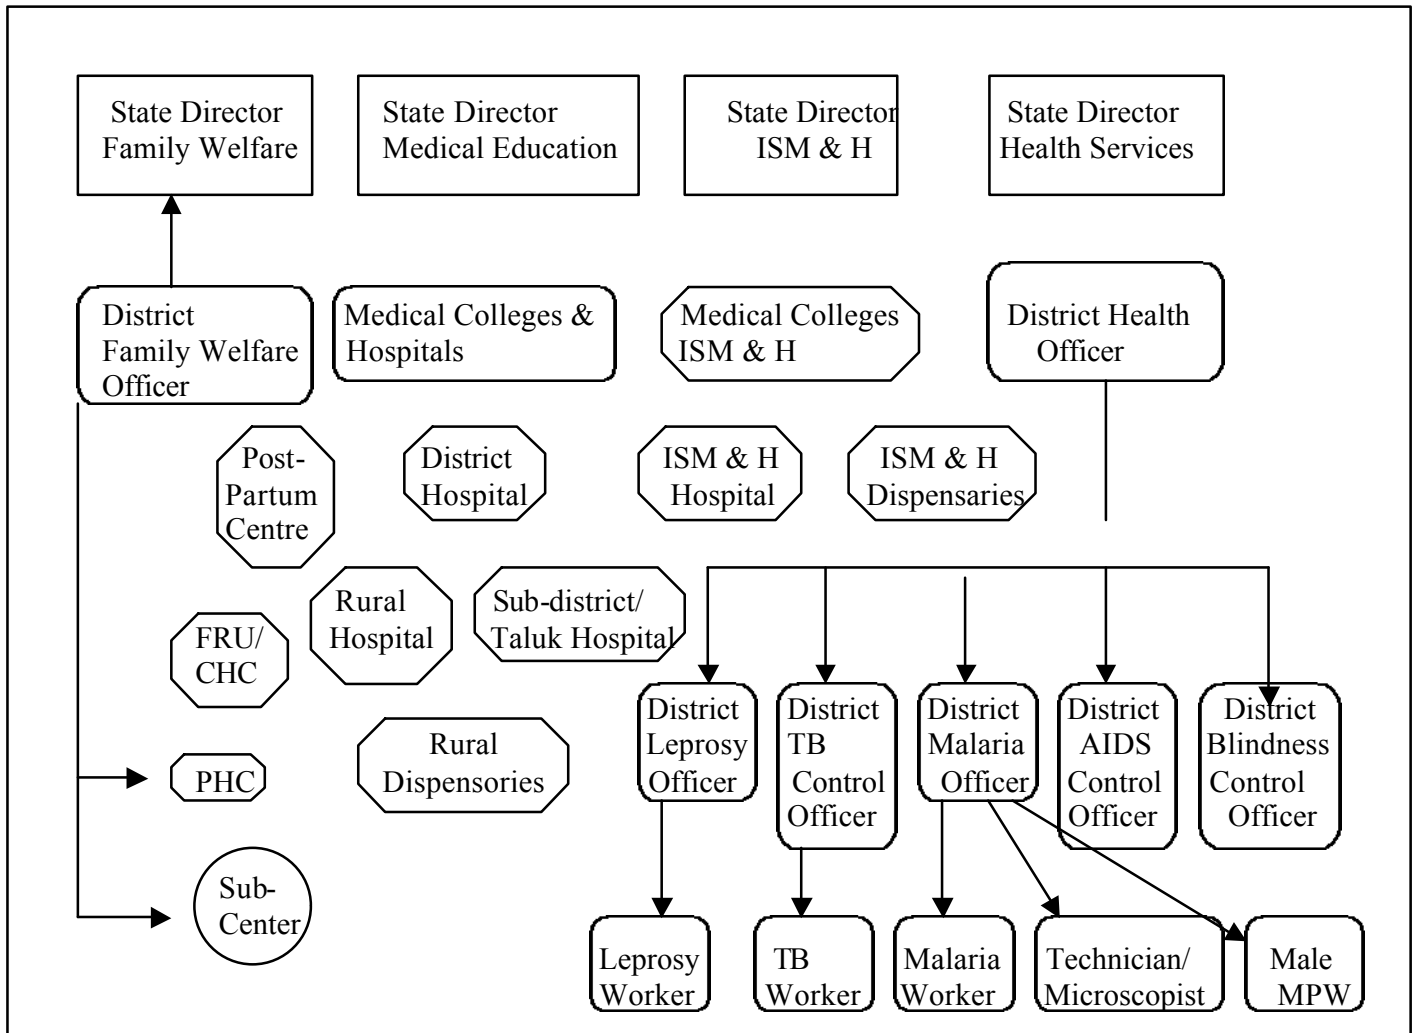 State Director
Family Welfare
State Director
Medical Education
State Director
ISM & H
State Director
Health Services
District
Family Welfare
Officer
Medical Colleges &
Hospitals
Medical Colleges
ISM & H
District Health
Officer
Post-
Partum
Centre
District
Hospital
ISM & H
Hospital
ISM & H
Dispensaries
FRU/
CHC
Rural
Hospital
Sub-district/
Taluk Hospital
PHC
Rural
Dispensories
District
Leprosy
Officer
District
TB
Control
Officer
District
Malaria
Officer
District
AIDS
Control
Officer
District
Blindness
Control
Officer
Sub-
Center
Leprosy
Worker
TB
Worker
Malaria
Worker
Technician/
Microscopist
Male
MPW